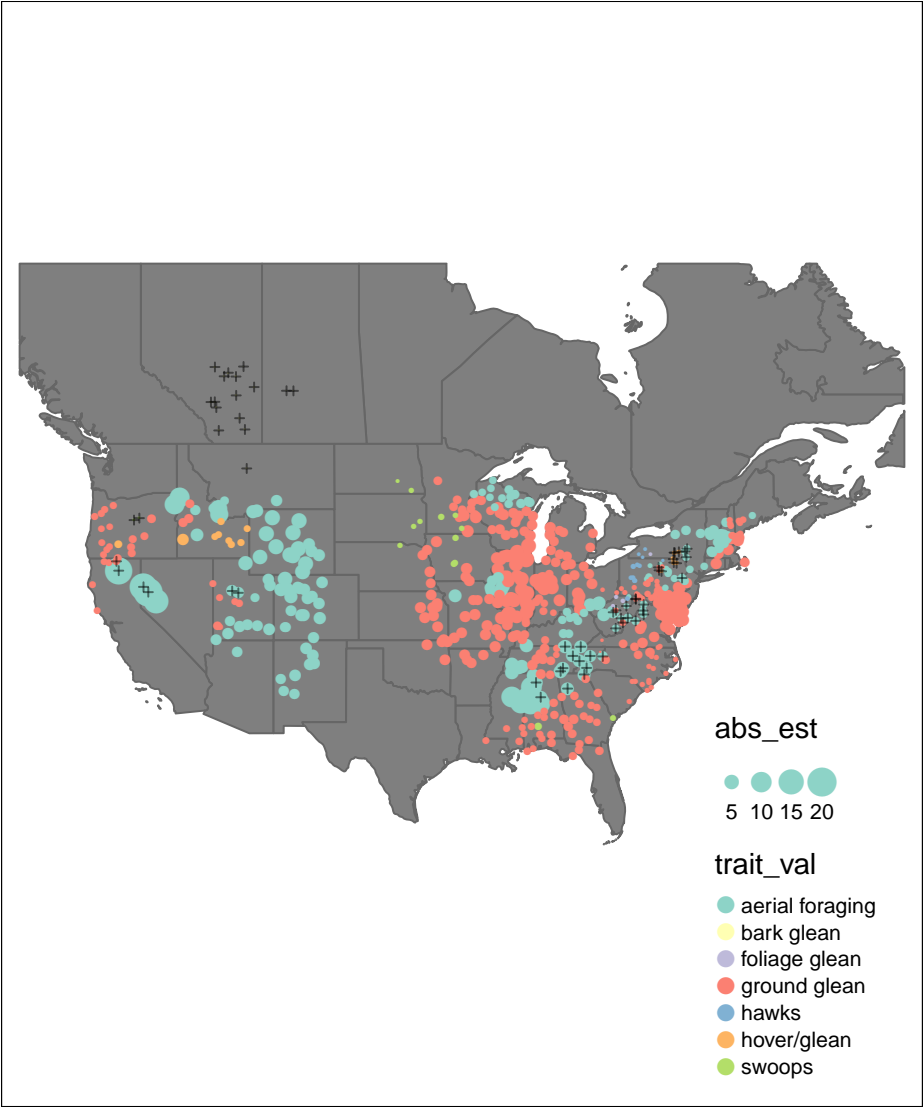 abs_est
5 10 15 20
trait_val
aerial foraging
bark glean
foliage glean
ground glean
hawks
hover/glean
swoops